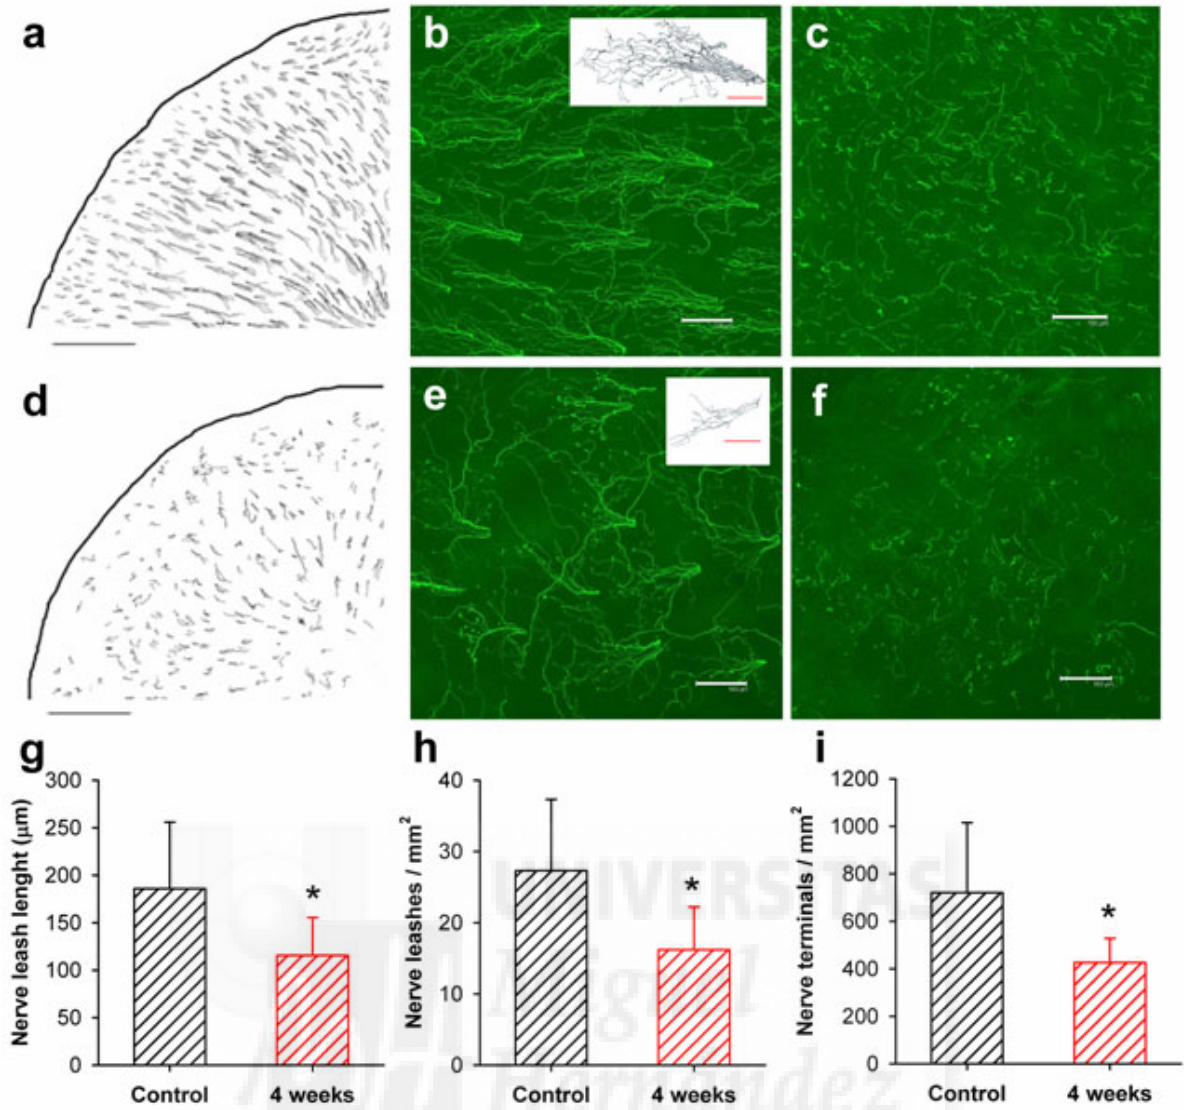 a
b
c
d
e
f
g
h
i
Nerve leash lenght (μm)
300
250
200
150
100
50
0
*
Control
4 weeks
Nerve leashes / mm²
40
30
20
10
0
*
Control
4 weeks
Nerve terminals / mm²
1200
1000
800
600
400
200
0
*
Control
4 weeks
UNIVERSITAS
Miguel
Hernández